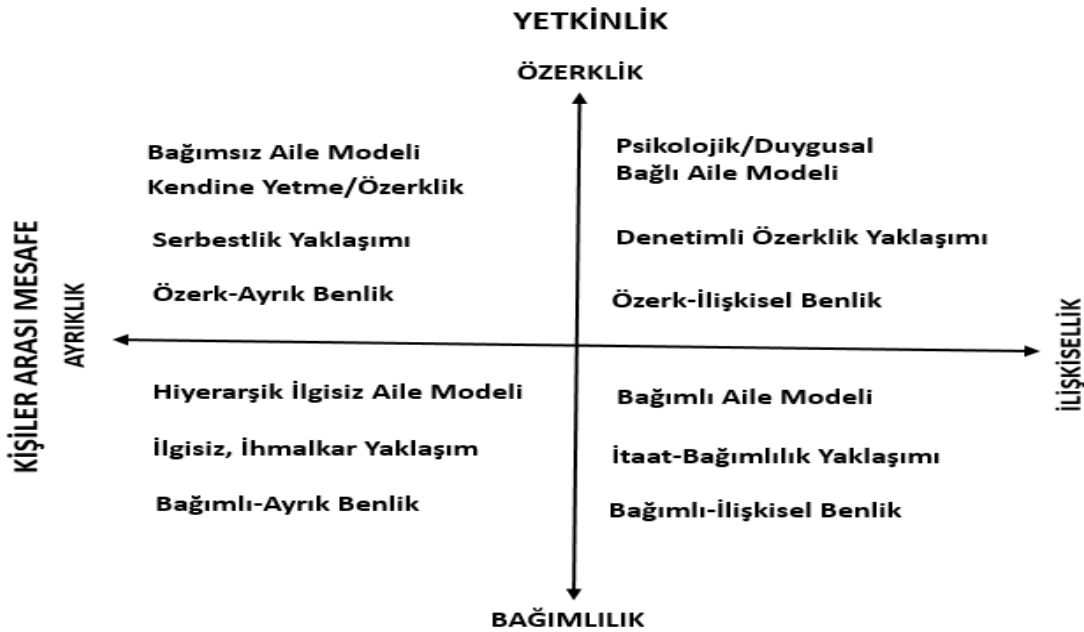 YETKİNLİK
ÖZERKLİK
Bağımsız Aile Modeli
Kendine Yetme/Özerklik
Serbestlik Yaklaşımı
Özerk-Ayrık Benlik
Psikolojik/Duygusal
Bağlı Aile Modeli
Denetimli Özerklik Yaklaşımı
Özerk-İlişkisel Benlik
KİŞİLER ARASI MESAFE
AYRIKLIK
İLİŞKİSELLİK
Hiyerarşik İlgisiz Aile Modeli
İlgisiz, İhmalkar Yaklaşım
Bağımlı-Ayrık Benlik
Bağımlı Aile Modeli
İtaat-Bağımlılık Yaklaşımı
Bağımlı-İlişkisel Benlik
BAĞIMLILIK